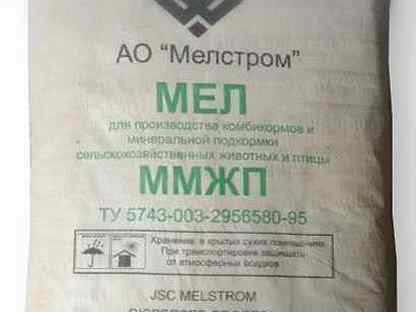 АО "Мелстром"
МЕЛ
для производства комбикормов и
минеральной подкормки
сельскохозяйственных животных и птицы
ММЖП
ТУ 5743-003-2956580-95
Хранение в крытых сухих помещениях
При транспортировке защищать
от атмосферных осадков
JSC MELSTROM